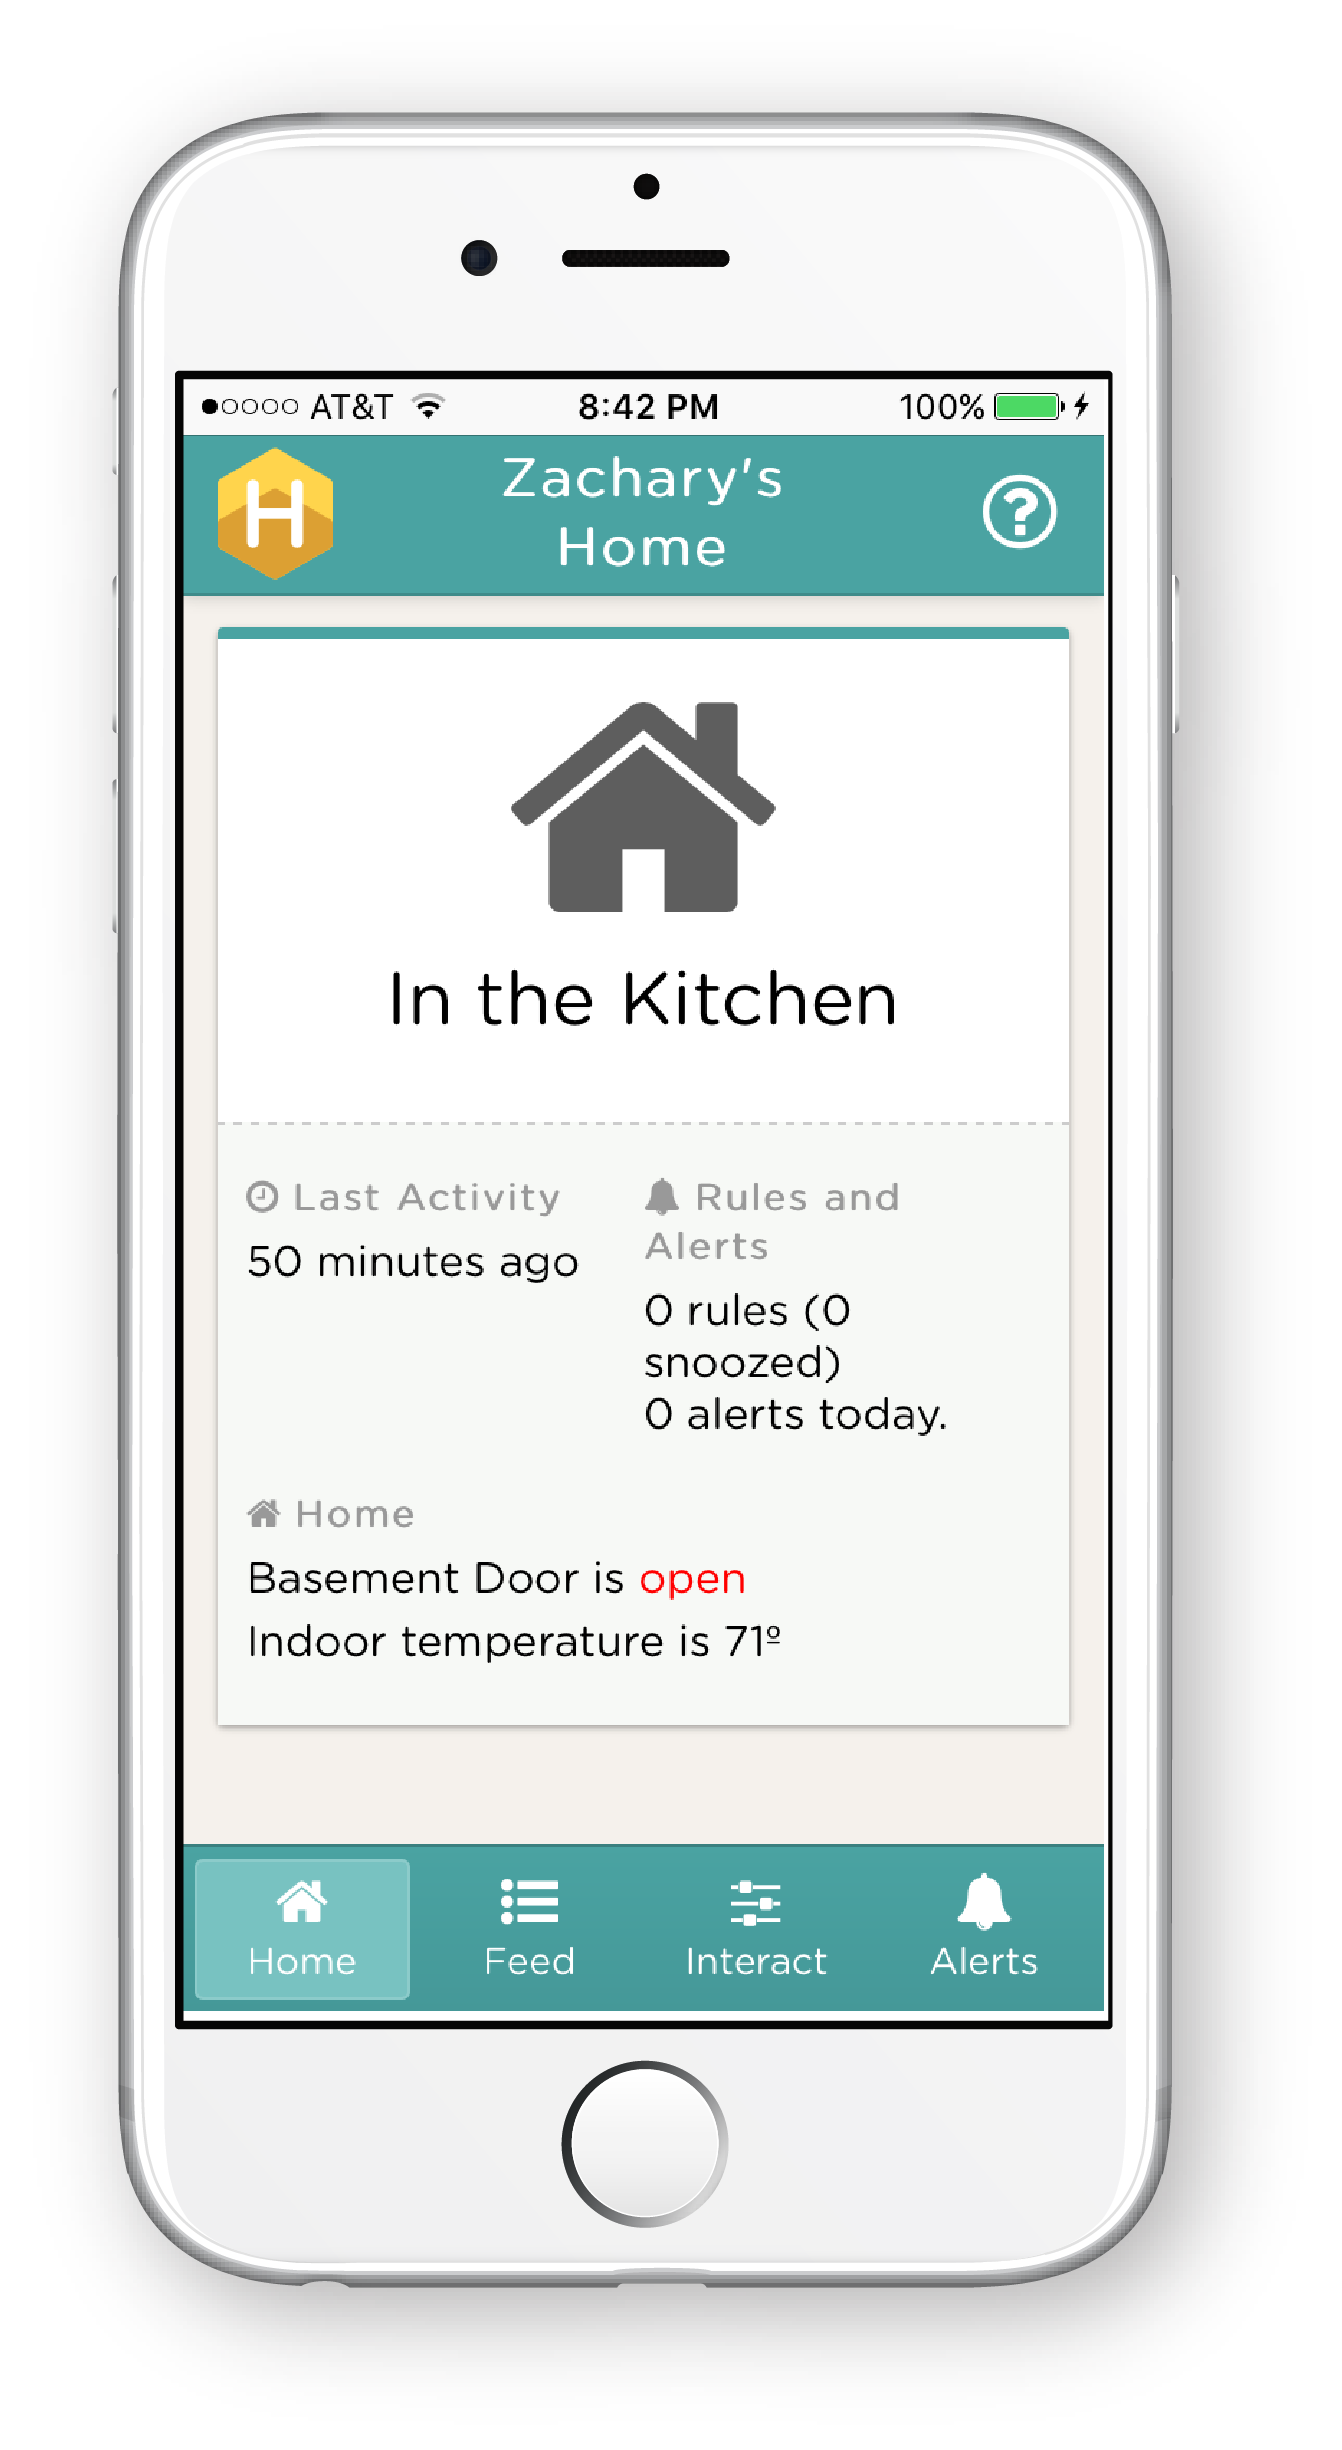 AT&T 8:42 PM 100%
H
Zachary's
Home
?
In the Kitchen
Last Activity
50 minutes ago
Rules and
Alerts
0 rules (0
snoozed)
0 alerts today.
Home
Basement Door is open
Indoor temperature is 71º
Home Feed Interact Alerts